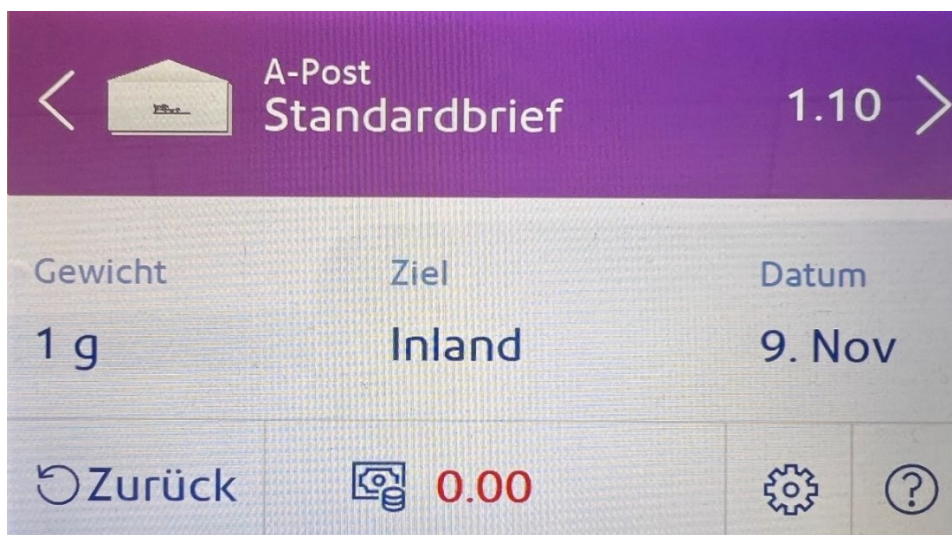 A-Post
Standardbrief 1.10
Gewicht Ziel Datum
1 g Inland 9. Nov
Zurück 0.00 ?